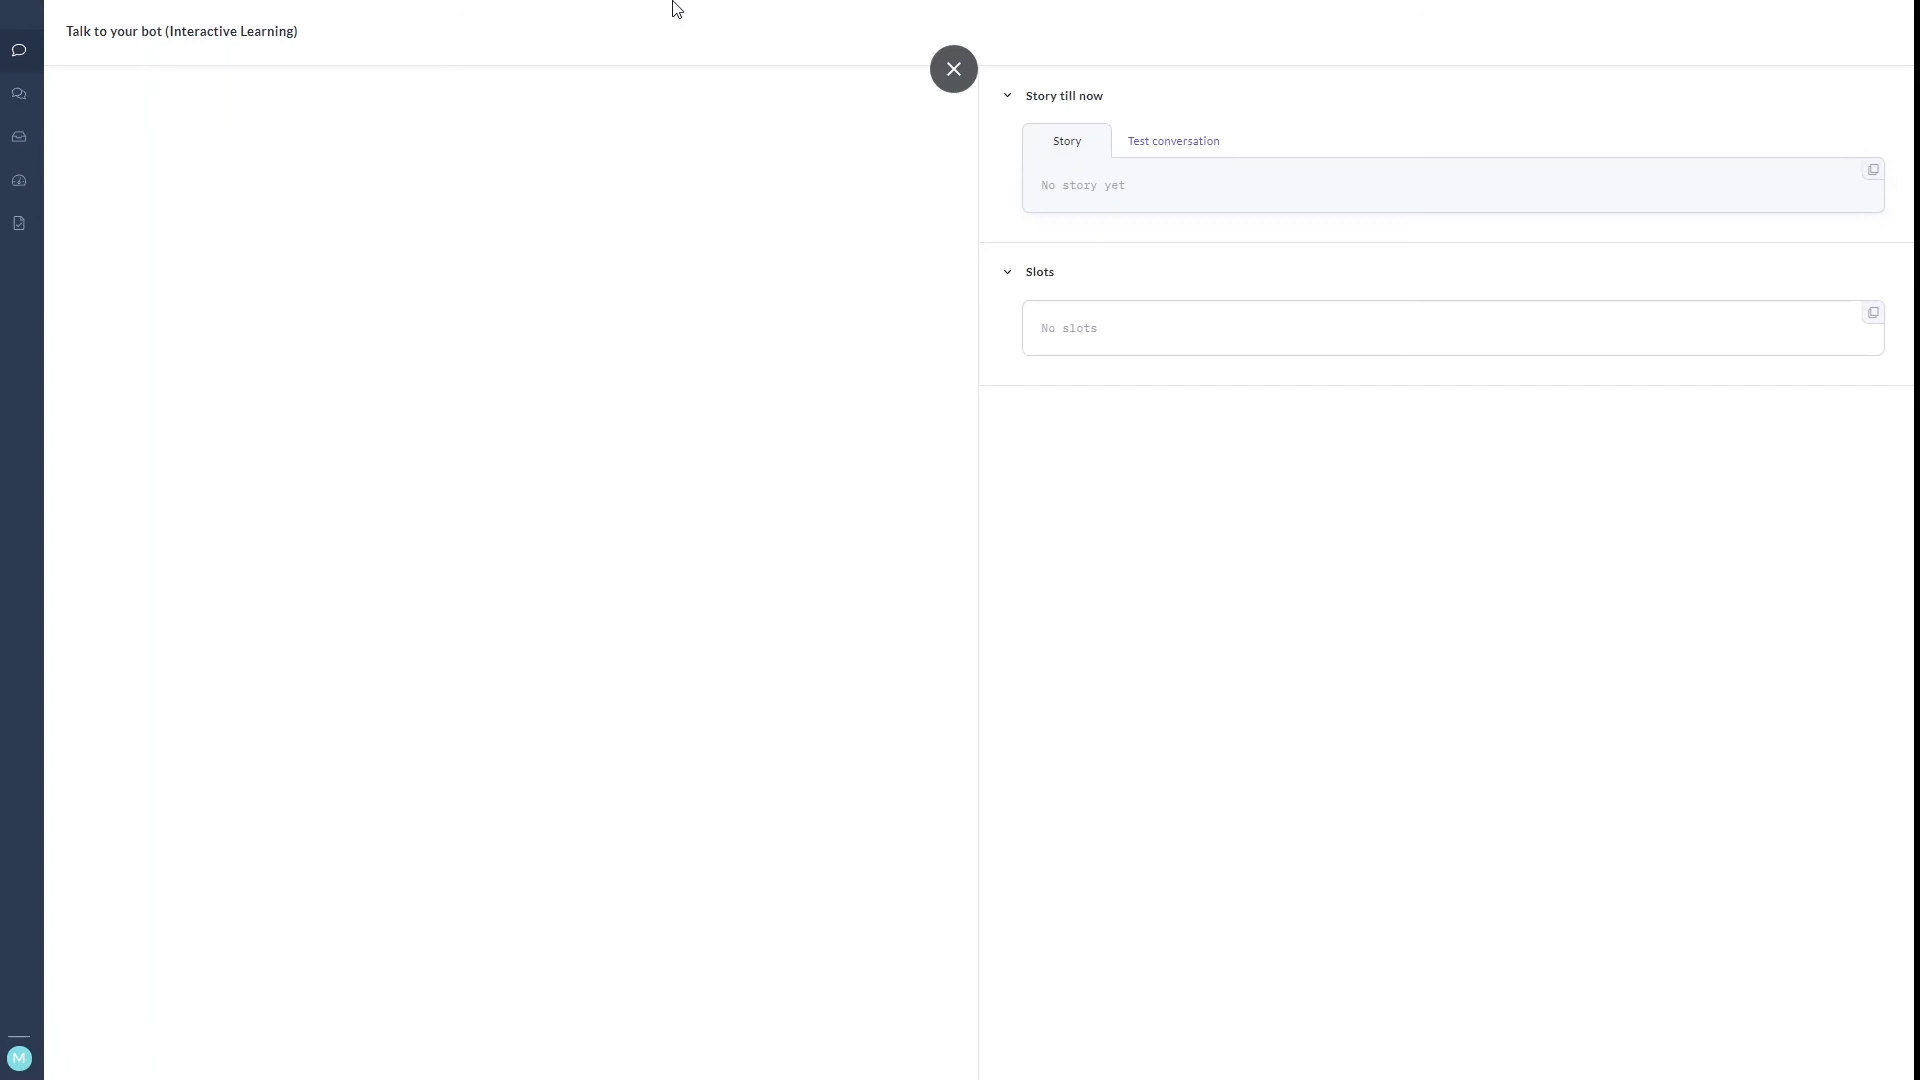 Talk to your bot (Interactive Learning)
Story till now
Story
Test conversation
No story yet
Slots
No slots
M